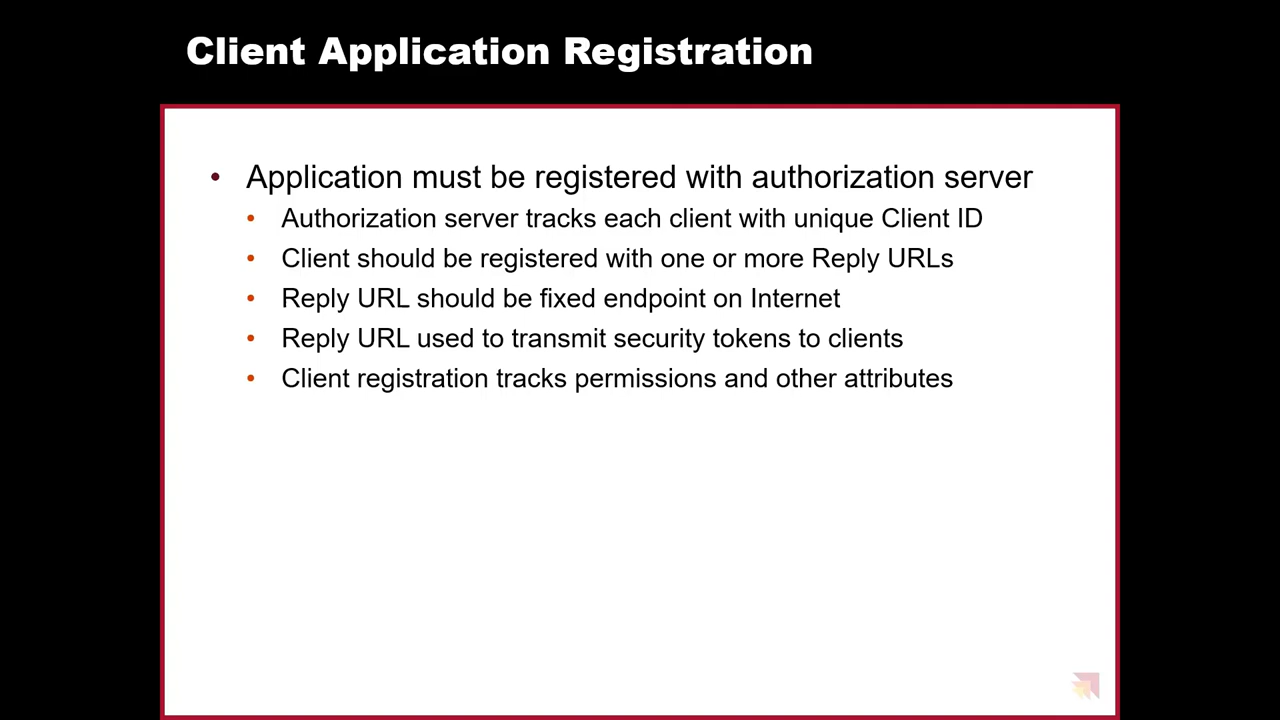 Client Application Registration
• Application must be registered with authorization server
• Authorization server tracks each client with unique Client ID
• Client should be registered with one or more Reply URLs
• Reply URL should be fixed endpoint on Internet
• Reply URL used to transmit security tokens to clients
• Client registration tracks permissions and other attributes